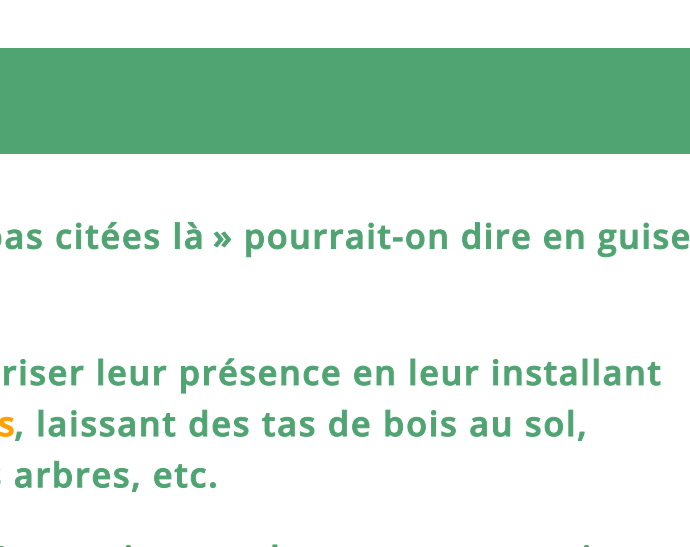 pas citées là » pourrait-on dire en guise
riser leur présence en leur installant
s, laissant des tas de bois au sol,
arbres, etc.